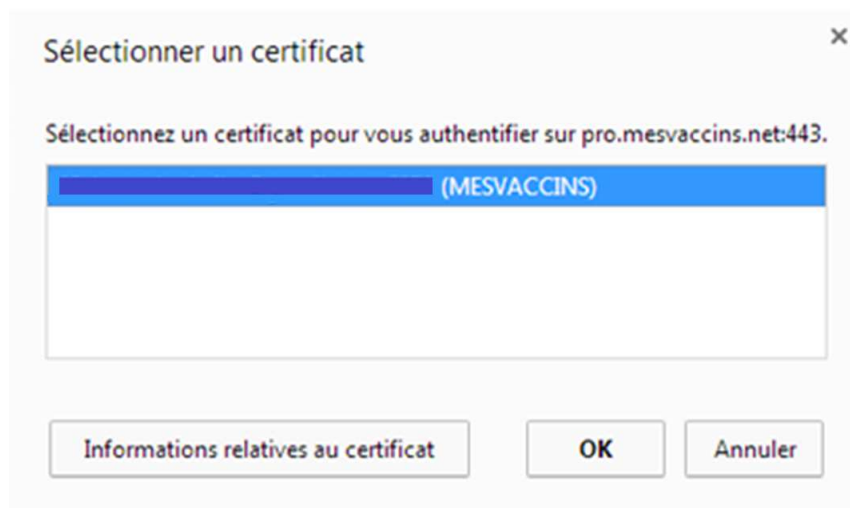 Sélectionner un certificat
Sélectionnez un certificat pour vous authentifier sur pro.mesvaccins.net:443.
(MESVACCINS)
Informations relatives au certificat
OK
Annuler